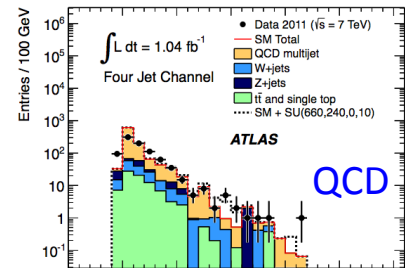 10⁶
10⁵
10⁴
10³
10²
10
1
10⁻¹
Entries / 100 GeV
∫L dt = 1.04 fb⁻¹
Four Jet Channel
Data 2011 (√s = 7 TeV)
SM Total
QCD multijet
W+jets
Z+jets
tt̅ and single top
SM + SU(660,240,0,10)
ATLAS
QCD